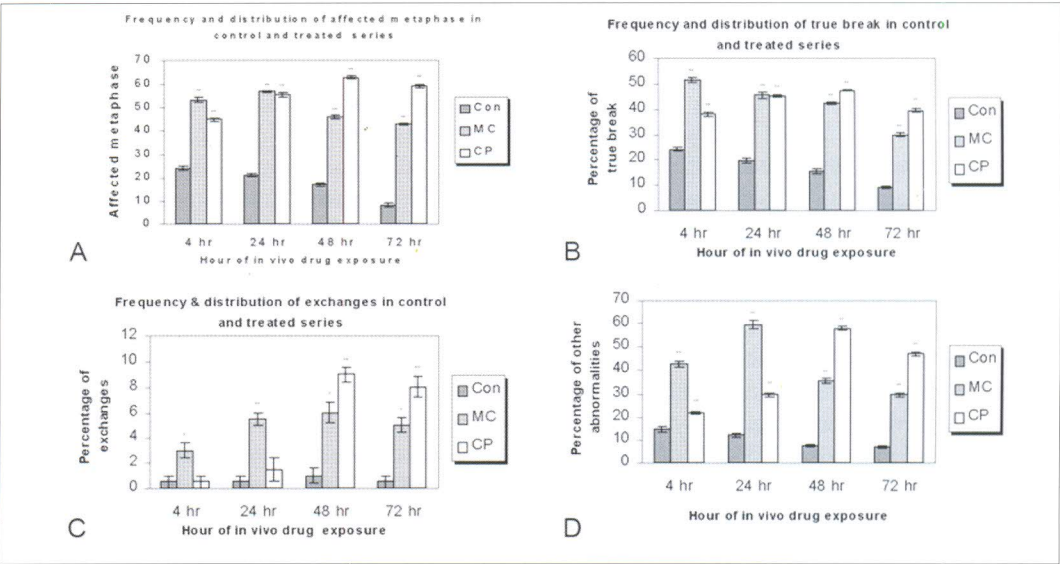 Frequency and distribution of affected metaphase in
control and treated series
Affected metaphase
70
60
50
40
30
20
10
0
4 hr 24 hr 48 hr 72 hr
Hour of in vivo drug exposure
Con
MC
CP
A
Frequency and distribution of true break in control
and treated series
Percentage of
true break
60
50
40
30
20
10
0
4 hr 24 hr 48 hr 72 hr
Hour of in vivo drug exposure
Con
MC
CP
B
Frequency & distribution of exchanges in control
and treated series
Percentage of
exchanges
12
10
8
6
4
2
0
4 hr 24 hr 48 hr 72 hr
Hour of in vivo drug exposure
Con
MC
CP
C
Percentage of other
abnormalities
70
60
50
40
30
20
10
0
4 hr 24 hr 48 hr 72 hr
Hour of in vivo drug exposure
Con
MC
CP
D